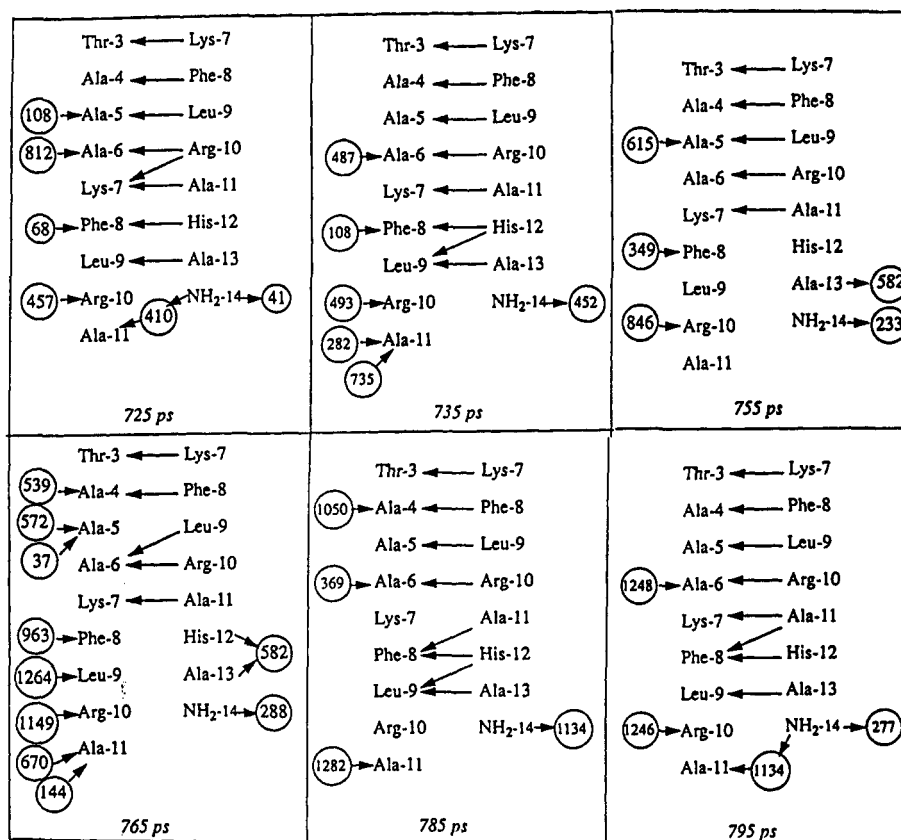 Thr-3 Lys-7
Ala-4 Phe-8
108 Ala-5 Leu-9
812 Ala-6 Arg-10
Lys-7 Ala-11
68 Phe-8 His-12
Leu-9 Ala-13
457 Arg-10 NH2-14 41
410
Ala-11
725 ps
Thr-3 Lys-7
Ala-4 Phe-8
Ala-5 Leu-9
487 Ala-6 Arg-10
Lys-7 Ala-11
108 Phe-8 His-12
Leu-9 Ala-13
493 Arg-10 NH2-14 452
282 Ala-11
735
735 ps
Thr-3 Lys-7
Ala-4 Phe-8
615 Ala-5 Leu-9
Ala-6 Arg-10
Lys-7 Ala-11
349 Phe-8 His-12
Leu-9 Ala-13 582
846 Arg-10 NH2-14 233
Ala-11
755 ps
Thr-3 Lys-7
539 Ala-4 Phe-8
572 Ala-5 Leu-9
37 Ala-6 Arg-10
Lys-7 Ala-11
963 Phe-8 His-12 582
1264 Leu-9 Ala-13
1149 Arg-10 NH2-14 288
670 Ala-11
144
765 ps
Thr-3 Lys-7
1050 Ala-4 Phe-8
Ala-5 Leu-9
369 Ala-6 Arg-10
Lys-7 Ala-11
Phe-8 His-12
Leu-9 Ala-13
Arg-10 NH2-14 1134
1282 Ala-11
785 ps
Thr-3 Lys-7
Ala-4 Phe-8
Ala-5 Leu-9
1248 Ala-6 Arg-10
Lys-7 Ala-11
Phe-8 His-12
Leu-9 Ala-13
1246 Arg-10 NH2-14 277
Ala-11 1134
795 ps